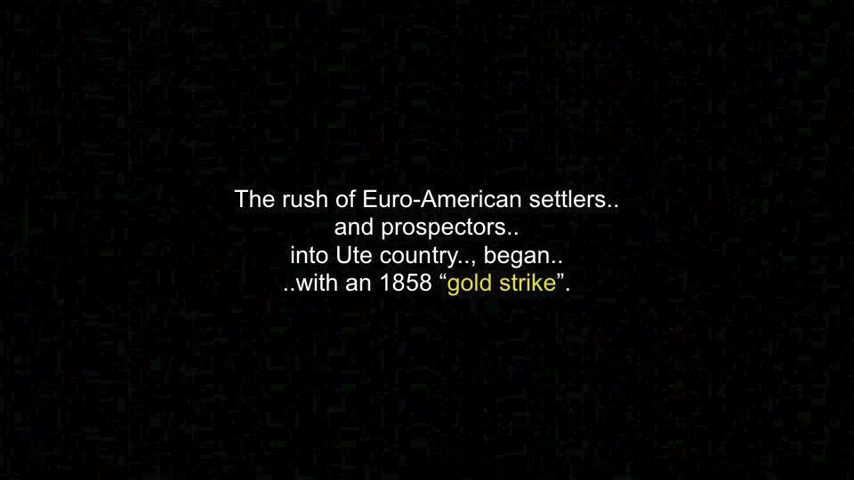 The rush of Euro-American settlers..
and prospectors..
into Ute country.., began..
..with an 1858 “gold strike”.